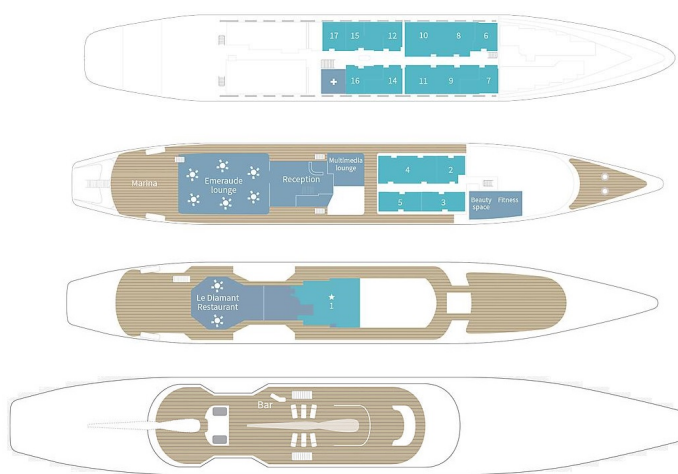 17 15 12 10 8 6
+ 16 14 11 9 7
Marina
Emeraude
lounge
Reception
Multimedia
lounge
4 2
5 3
Beauty
space
Fitness
Le Diamant
Restaurant
1
Bar